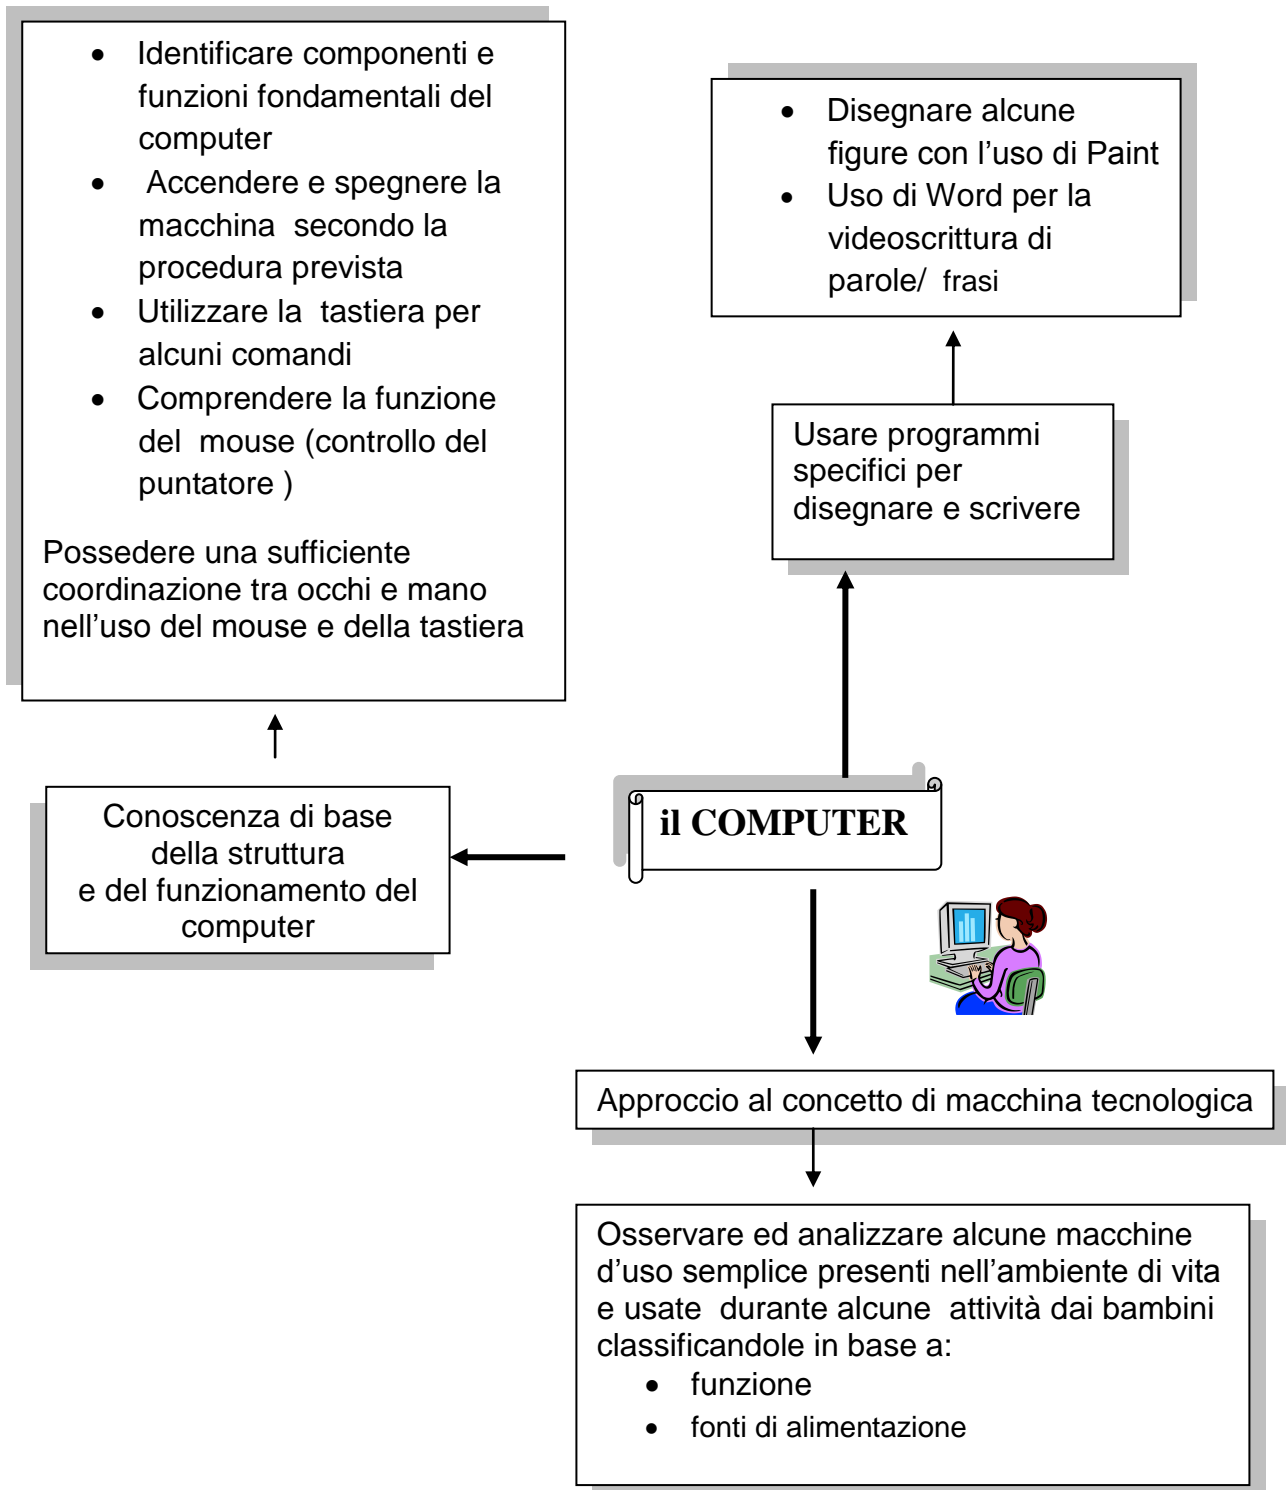 • Identificare componenti e
funzioni fondamentali del
computer
• Accendere e spegnere la
macchina secondo la
procedura prevista
• Utilizzare la tastiera per
alcuni comandi
• Comprendere la funzione
del mouse (controllo del
puntatore )
Possedere una sufficiente
coordinazione tra occhi e mano
nell’uso del mouse e della tastiera
• Disegnare alcune
figure con l’uso di Paint
• Uso di Word per la
videoscrittura di
parole/ frasi
Usare programmi
specifici per
disegnare e scrivere
Conoscenza di base
della struttura
e del funzionamento del
computer
il COMPUTER
Approccio al concetto di macchina tecnologica
Osservare ed analizzare alcune macchine
d’uso semplice presenti nell’ambiente di vita
e usate durante alcune attività dai bambini
classificandole in base a:
• funzione
• fonti di alimentazione